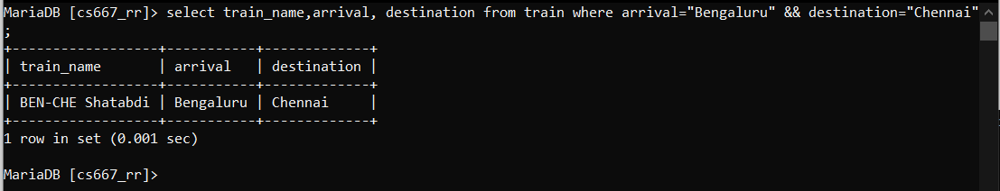 MariaDB [cs667_rr]> select train_name,arrival, destination from train where arrival="Bengaluru" && destination="Chennai"
;
+-----------------+-----------+-------------+
| train_name      | arrival   | destination |
+-----------------+-----------+-------------+
| BEN-CHE Shatabdi | Bengaluru | Chennai     |
+-----------------+-----------+-------------+
1 row in set (0.001 sec)
MariaDB [cs667_rr]>